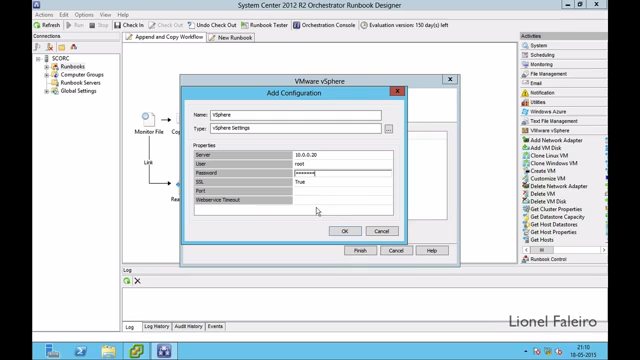 System Center 2012 R2 Orchestrator Runbook Designer
Actions Edit Options View Help
Refresh Run Stop Check In Check Out Undo Check Out Runbook Tester Orchestration Console Evaluation version: 150 day(s) left
Connections
Append and Copy Workflow New Runbook
Activities
SCORC
Runbooks
Computer Groups
Runbook Servers
Global Settings
System
Scheduling
Monitoring
File Management
Email
Notification
Utilities
Windows Azure
Text File Management
VMware vSphere
Add Network Adapter
Add VM Disk
Clone Linux VM
Clone Windows VM
Create VM
Customize VM
Delete Network Adapter
Delete VM Disk
Get Cluster Properties
Get Datastore Capacity
Get Host Datastores
Get Host Properties
Get Hosts
Runbook Control
Monitor File
Link
VMware vSphere
Add Configuration
Name: VSphere
Type: vSphere Settings
Properties
Server 10.0.0.20
User root
Password
SSL True
Port
Webservice Timeout
OK Cancel
Finish Cancel Help
Log
Log Log History Audit History Events
Lionel Faleiro
21:10
18-05-2015